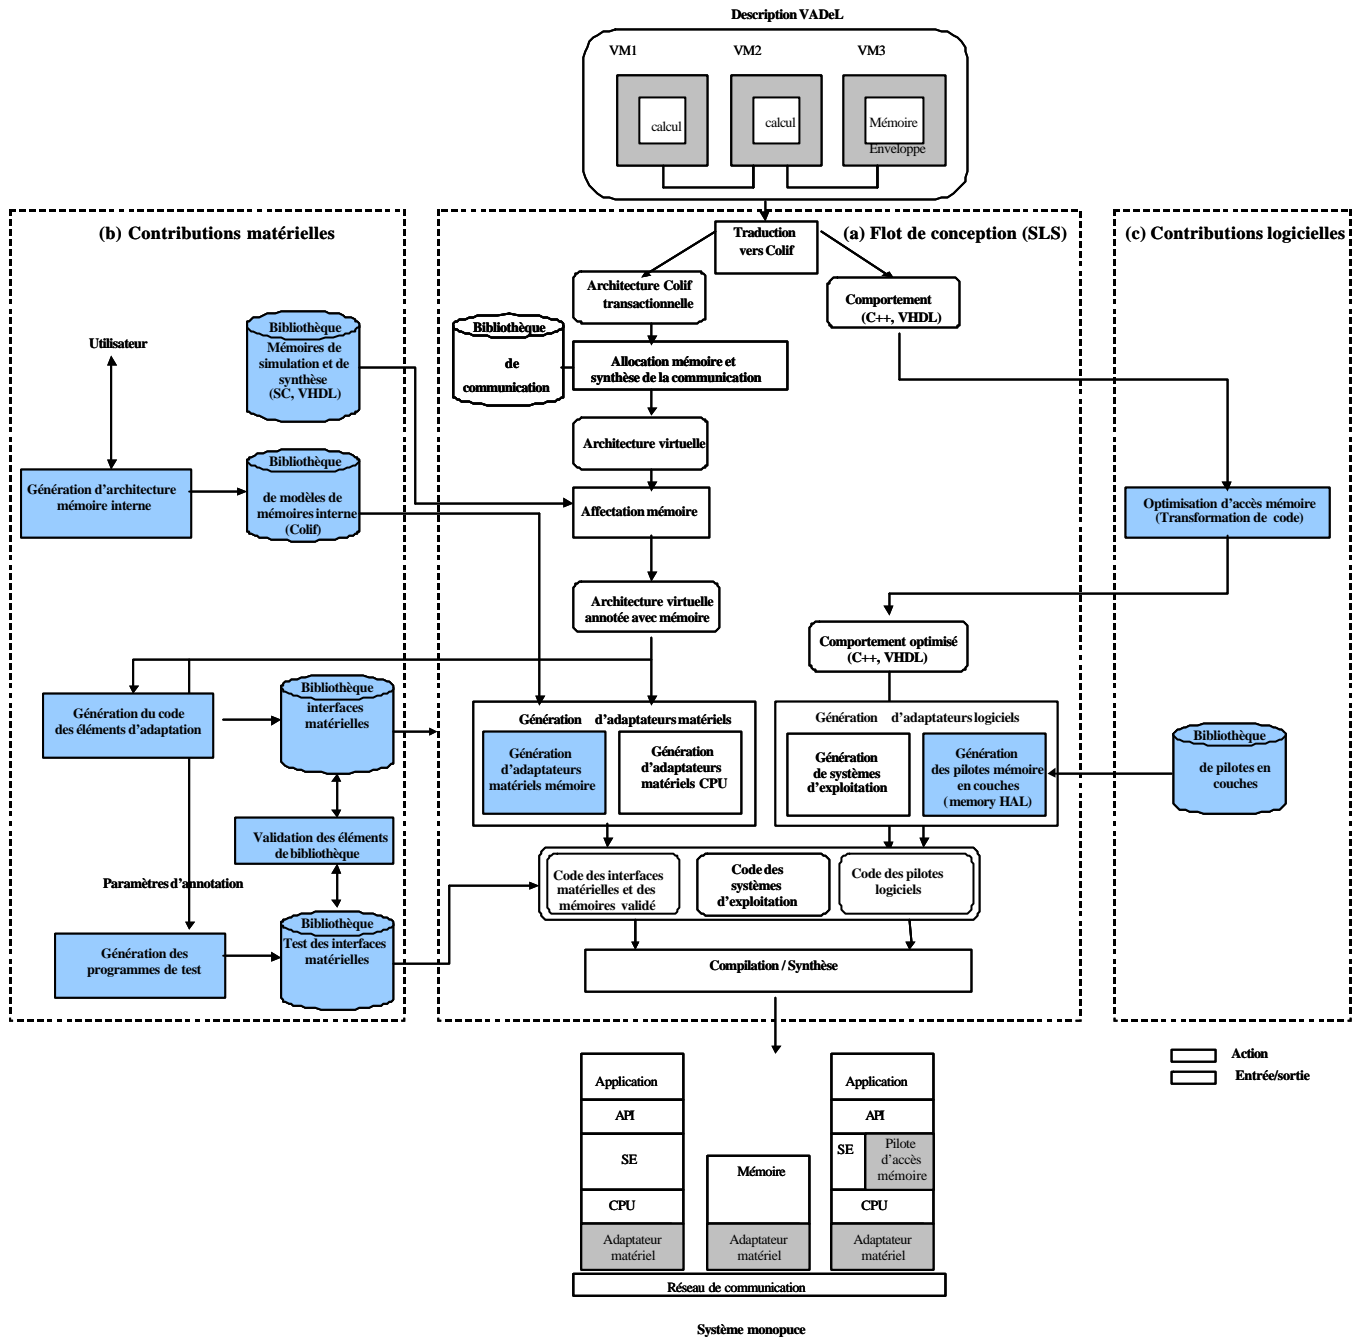 Description VADeL
VM1
VM2
VM3
calcul
calcul
Mémoire
Enveloppe
(b) Contributions matérielles
(a) Flot de conception (SLS)
(c) Contributions logicielles
Traduction
vers Colif
Architecture Colif
transactionnelle
Comportement
(C++, VHDL)
Bibliothèque
de
communication
Allocation mémoire et
synthèse de la communication
Utilisateur
Bibliothèque
Mémoires de
simulation et de
synthèse
(SC, VHDL)
Architecture virtuelle
Génération d'architecture
mémoire interne
Bibliothèque
de modèles de
mémoires interne
(Colif)
Affectation mémoire
Optimisation d'accès mémoire
(Transformation de code)
Architecture virtuelle
annotée avec mémoire
Comportement optimisé
(C++, VHDL)
Génération du code
des éléments d'adaptation
Bibliothèque
interfaces
matérielles
Génération d'adaptateurs matériels
Génération
d'adaptateurs
matériels mémoire
Génération
d'adaptateurs
matériels CPU
Génération d'adaptateurs logiciels
Génération
de systèmes
d'exploitation
Génération
des pilotes mémoire
en couches
(memory HAL)
Bibliothèque
de pilotes en
couches
Validation des éléments
de bibliothèque
Paramètres d'annotation
Code des interfaces
matérielles et des
mémoires validé
Code des
systèmes
d'exploitation
Code des pilotes
logiciels
Génération des
programmes de test
Bibliothèque
Test des interfaces
matérielles
Compilation / Synthèse
Action
Entrée/sortie
Application
API
SE
CPU
Adaptateur
matériel
Mémoire
Adaptateur
matériel
Application
API
SE
Pilote
d'accès
mémoire
CPU
Adaptateur
matériel
Réseau de communication
Système monopuce